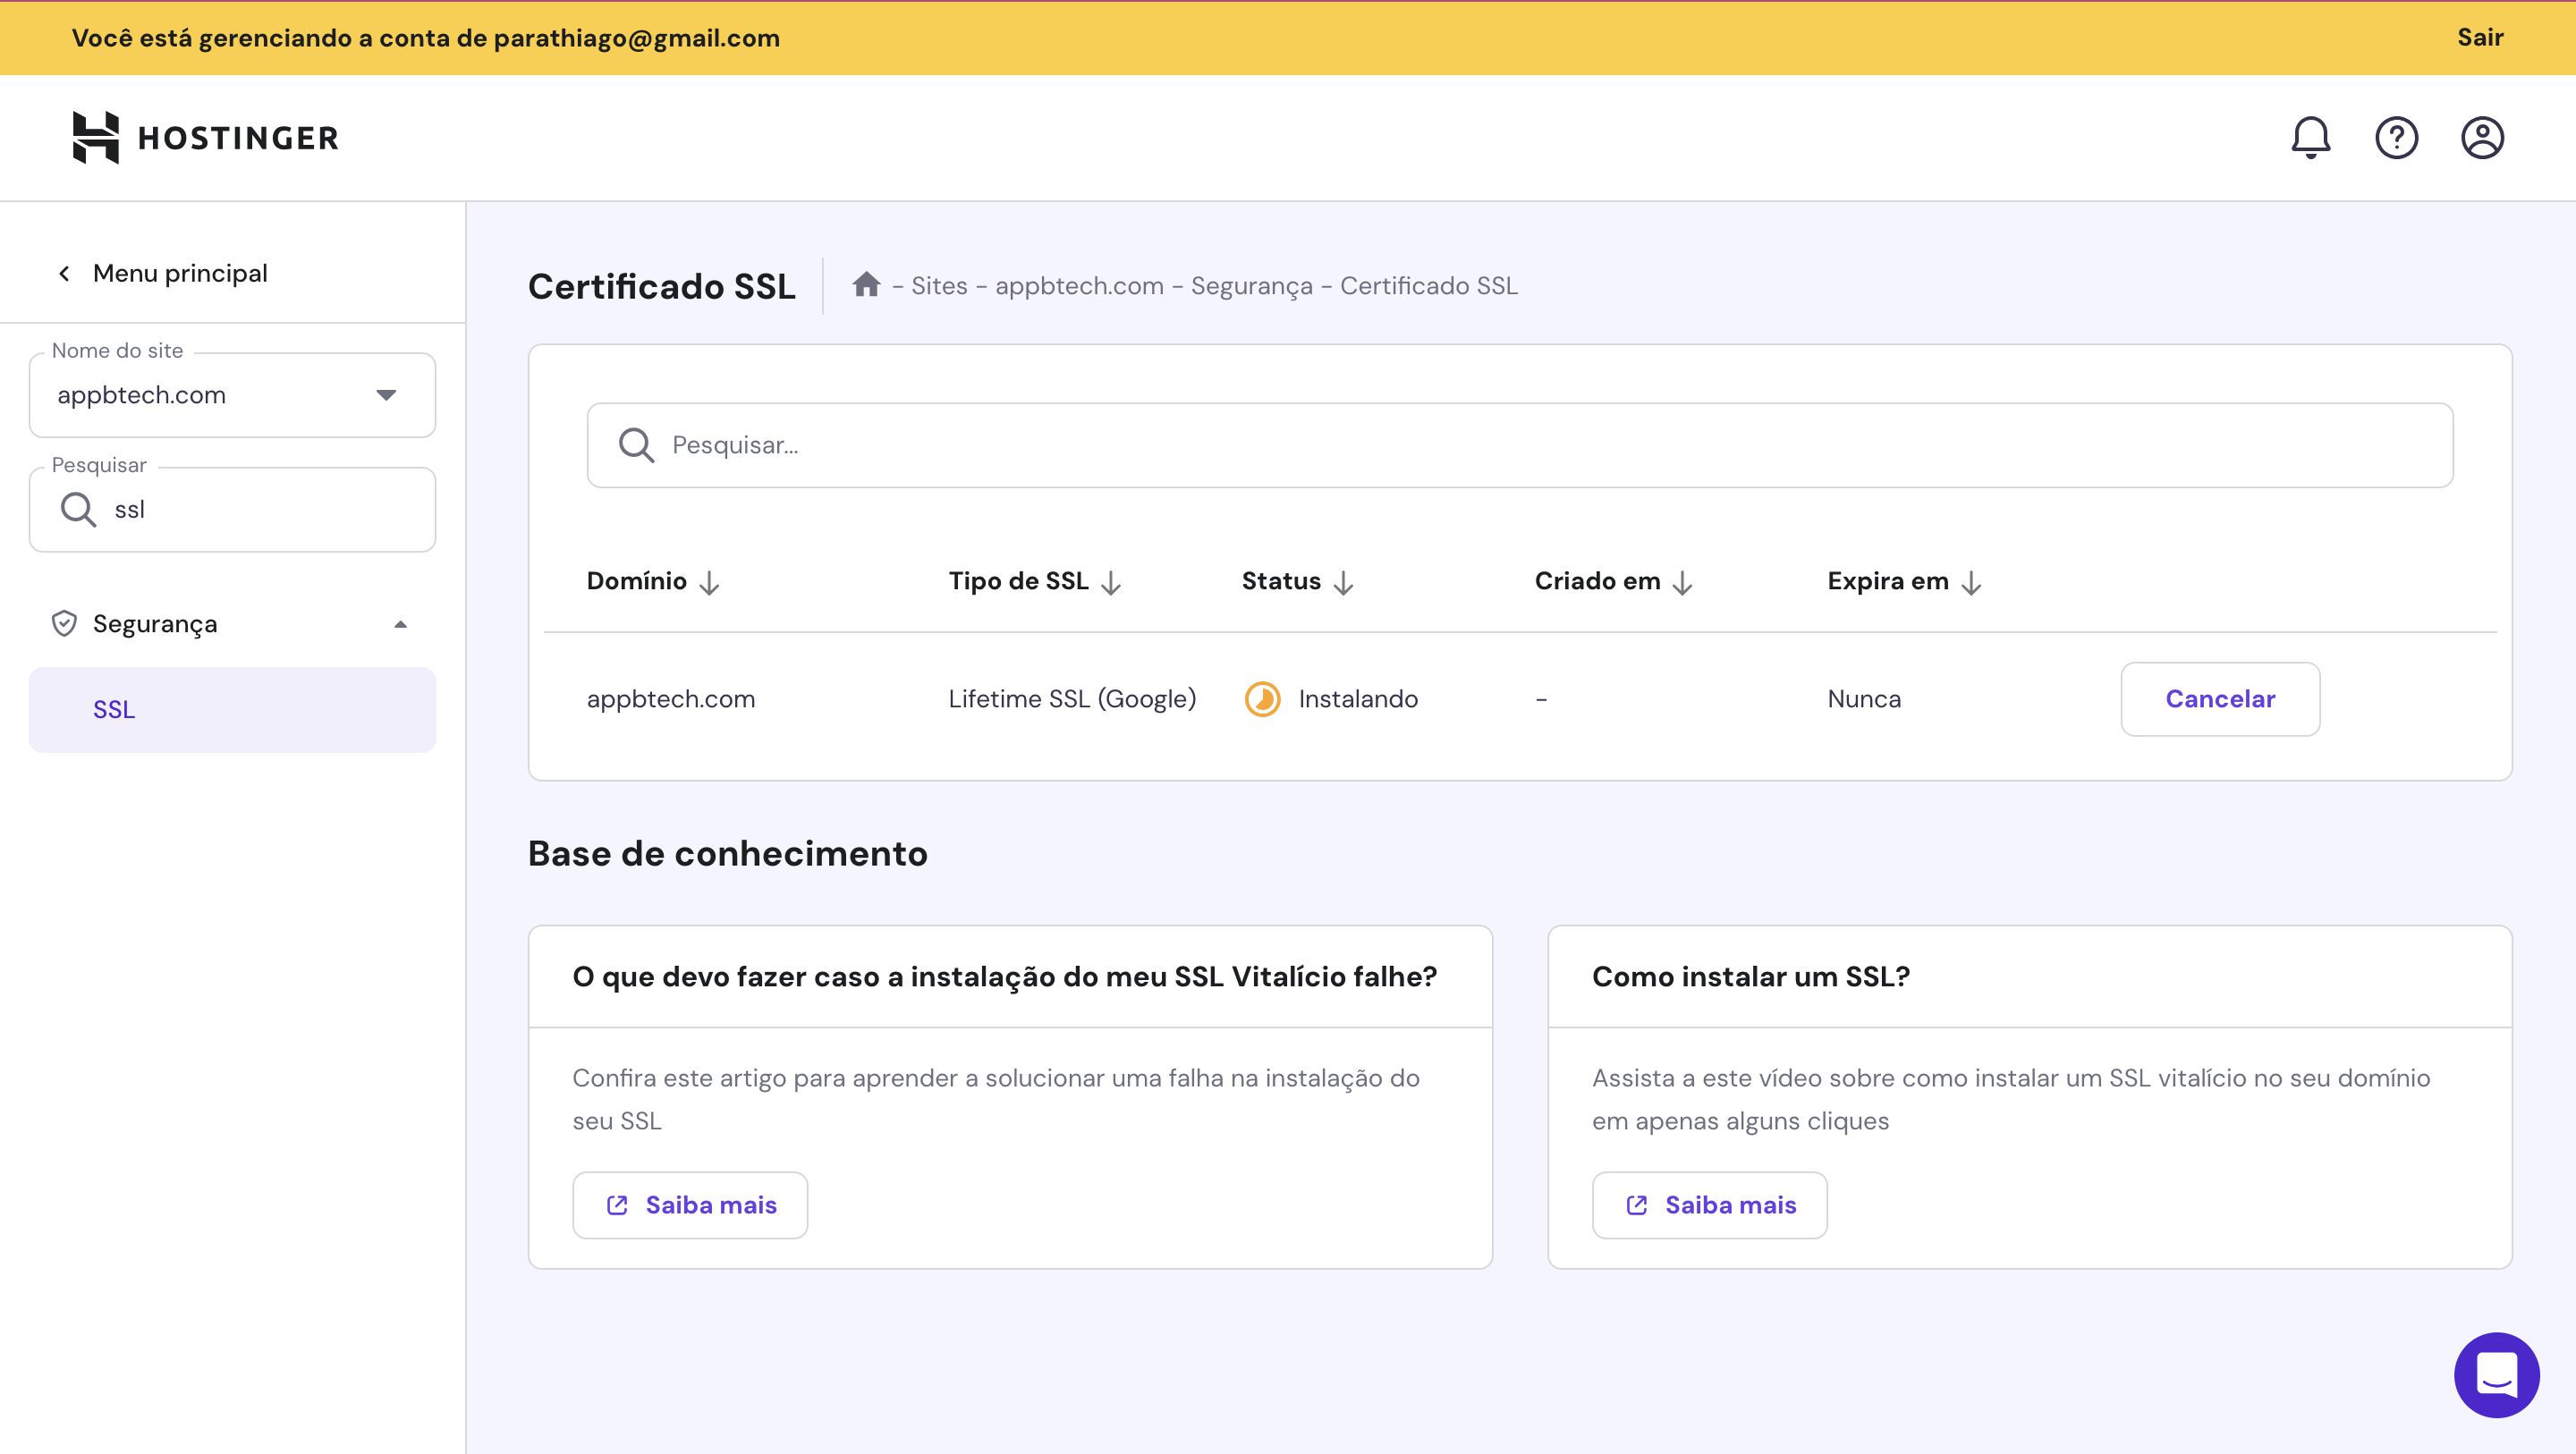 Você está gerenciando a conta de parathiago@gmail.com
Sair
HOSTINGER
Menu principal
Nome do site
appbtech.com
Pesquisar
ssl
Segurança
SSL
Certificado SSL
- Sites - appbtech.com - Segurança - Certificado SSL
Pesquisar...
Domínio Tipo de SSL Status Criado em Expira em
appbtech.com Lifetime SSL (Google) Instalando - Nunca Cancelar
Base de conhecimento
O que devo fazer caso a instalação do meu SSL Vitalício falhe?
Confira este artigo para aprender a solucionar uma falha na instalação do
seu SSL
Saiba mais
Como instalar um SSL?
Assista a este vídeo sobre como instalar um SSL vitalício no seu domínio
em apenas alguns cliques
Saiba mais